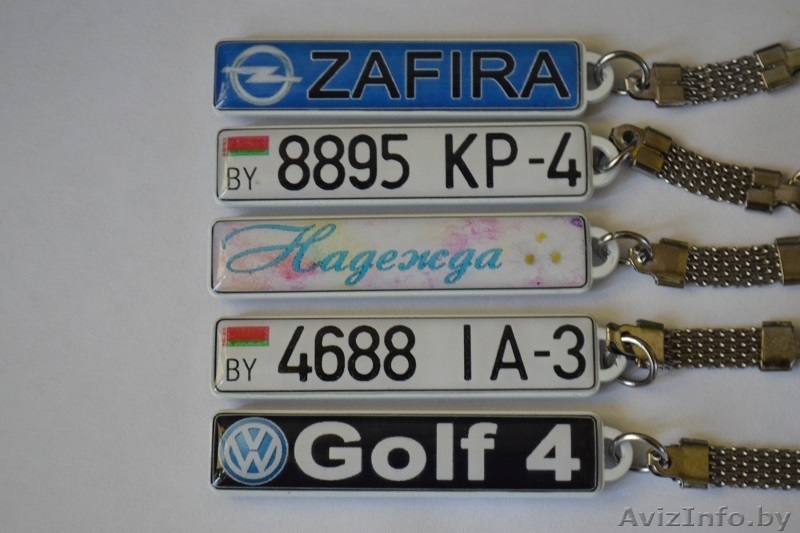 ZAFIRA
BY 8895 KP-4
Надежда
BY 4688 IA-3
Golf 4
AvizInfo.by